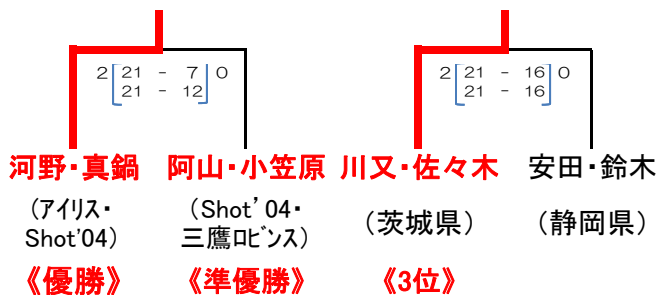 2 21 - 7 0
21 - 12
2 21 - 16 0
21 - 16
河野・真鍋 阿山・小笠原 川又・佐々木 安田・鈴木
(アイリス・
Shot'04)
(Shot’04・
三鷹ロビンス)
(茨城県)
(静岡県)
《優勝》 《準優勝》 《3位》